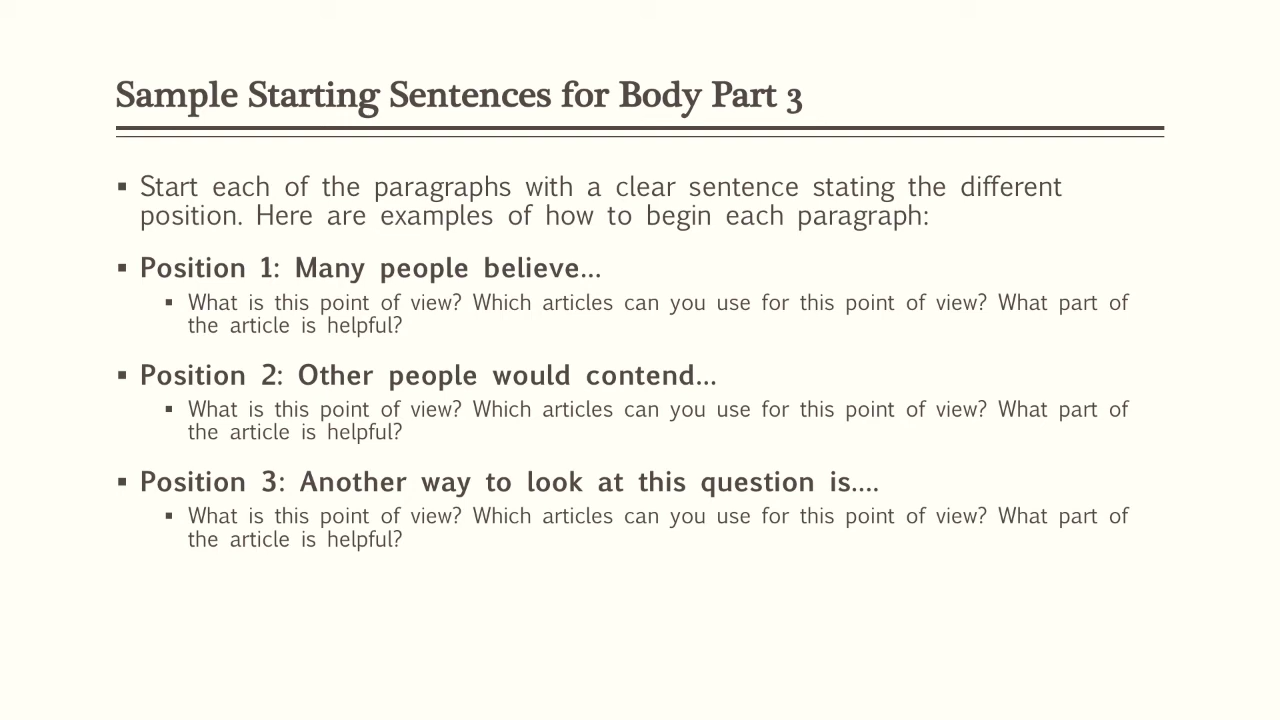 Sample Starting Sentences for Body Part 3
▪ Start each of the paragraphs with a clear sentence stating the different
position. Here are examples of how to begin each paragraph:
▪ Position 1: Many people believe...
▪ What is this point of view? Which articles can you use for this point of view? What part of
the article is helpful?
▪ Position 2: Other people would contend...
▪ What is this point of view? Which articles can you use for this point of view? What part of
the article is helpful?
▪ Position 3: Another way to look at this question is....
▪ What is this point of view? Which articles can you use for this point of view? What part of
the article is helpful?